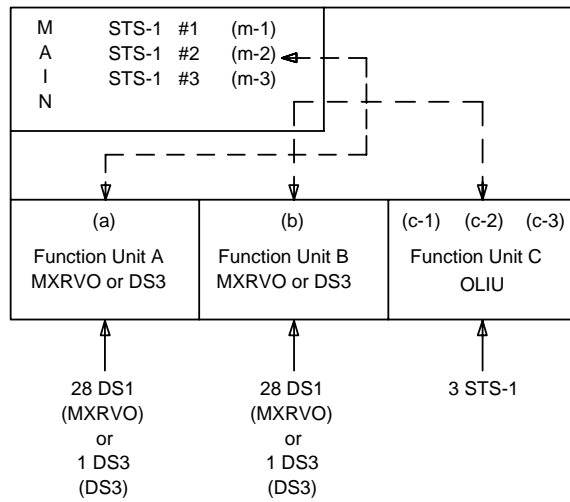 M STS-1 #1 (m-1)
A STS-1 #2 (m-2)
I STS-1 #3 (m-3)
N
(a) (b) (c-1) (c-2) (c-3)
Function Unit A Function Unit B Function Unit C
MXRVO or DS3 MXRVO or DS3 OLIU
28 DS1 28 DS1 3 STS-1
(MXRVO) (MXRVO)
or or
1 DS3 1 DS3
(DS3) (DS3)